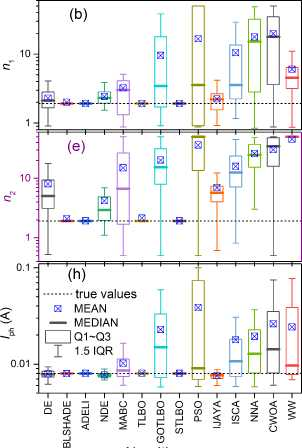 (b)
n1
10
1
(e)
n2
10
1
(h)
true values
MEAN
MEDIAN
Q1~Q3
1.5 IQR
Iph (A)
0.1
0.01
DE
BLSHADE
ADELI
NDE
MABC
TLBO
GOTLBO
STLBO
PSO
IJAYA
ISCA
NNA
CWOA
WW